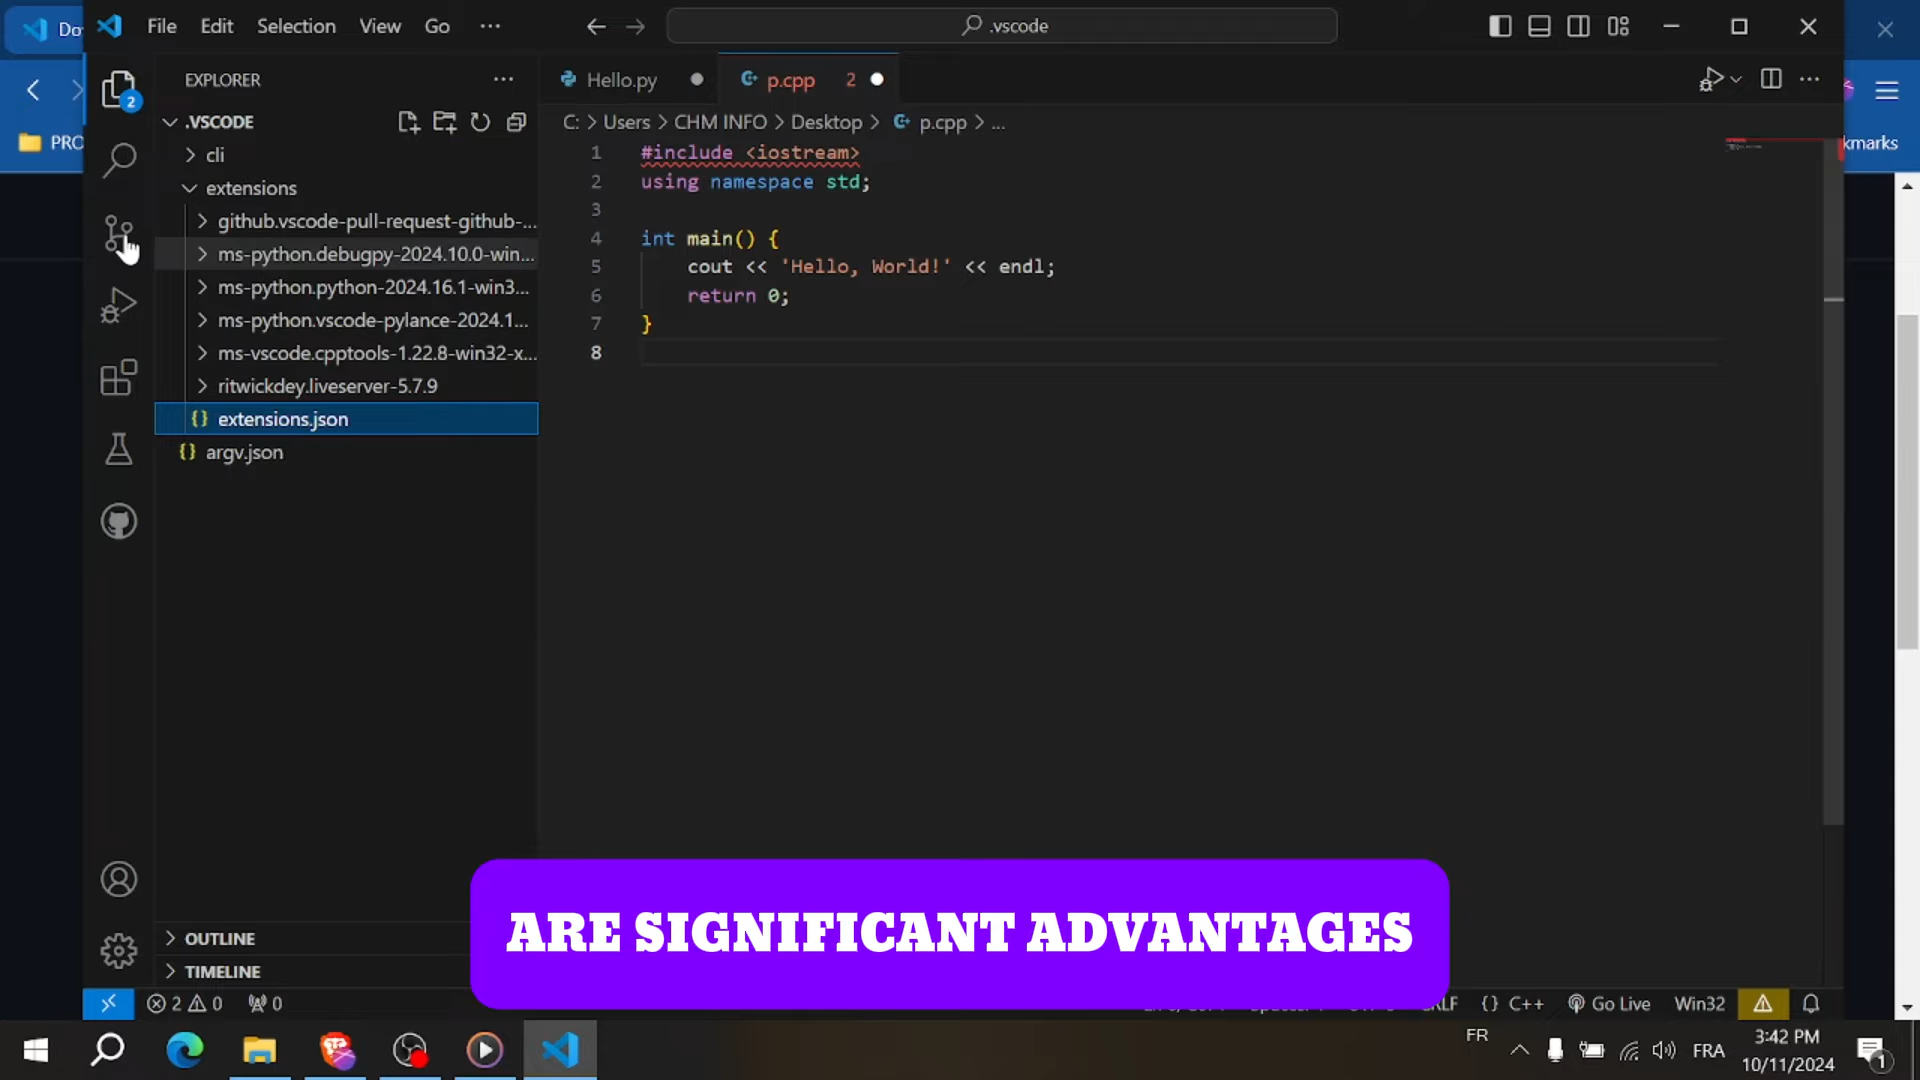 Do
File Edit Selection View Go ···
.vscode
EXPLORER ···
Hello.py
p.cpp 2
2
PRO
kmarks
.VSCODE
C: > Users > CHM INFO > Desktop > p.cpp > ...
cli
extensions
github.vscode-pull-request-github-...
ms-python.debugpy-2024.10.0-win...
ms-python.python-2024.16.1-win3...
ms-python.vscode-pylance-2024.1...
ms-vscode.cpptools-1.22.8-win32-x...
ritwickdey.liveserver-5.7.9
{} extensions.json
{} argv.json
1 #include <iostream>
2 using namespace std;
3
4 int main() {
5 cout << 'Hello, World!' << endl;
6 return 0;
7 }
8
OUTLINE
TIMELINE
ARE SIGNIFICANT ADVANTAGES
2 0 0
{} C++ Go Live Win32
FR
FRA
3:42 PM
10/11/2024
1